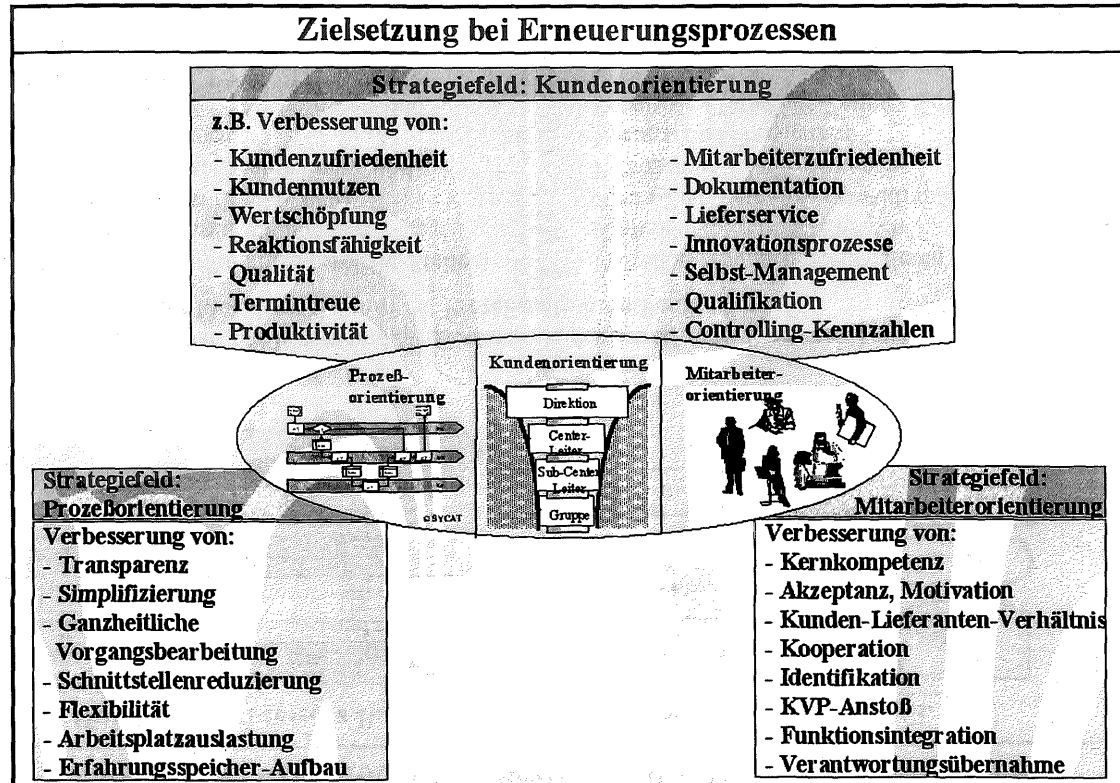 Zielsetzung bei Erneuerungsprozessen
Strategiefeld: Kundenorientierung
z.B. Verbesserung von:
- Kundenzufriedenheit
- Kundennutzen
- Wertschöpfung
- Reaktionsfähigkeit
- Qualität
- Termintreue
- Produktivität
- Mitarbeiterzufriedenheit
- Dokumentation
- Lieferservice
- Innovationsprozesse
- Selbst-Management
- Qualifikation
- Controlling-Kennzahlen
Prozeß-
orientierung
©SYCAT
Kundenorientierung
Direktion
Center-
Leiter
Sub-Center
Leiter
Gruppe
Mitarbeiter-
orientierung
Strategiefeld:
Prozeßorientierung
Verbesserung von:
- Transparenz
- Simplifizierung
- Ganzheitliche
Vorgangsbearbeitung
- Schnittstellenreduzierung
- Flexibilität
- Arbeitsplatzauslastung
- Erfahrungsspeicher-Aufbau
Strategiefeld:
Mitarbeiterorientierung
Verbesserung von:
- Kernkompetenz
- Akzeptanz, Motivation
- Kunden-Lieferanten-Verhältnis
- Kooperation
- Identifikation
- KVP-Anstoß
- Funktionsintegration
- Verantwortungsübernahme